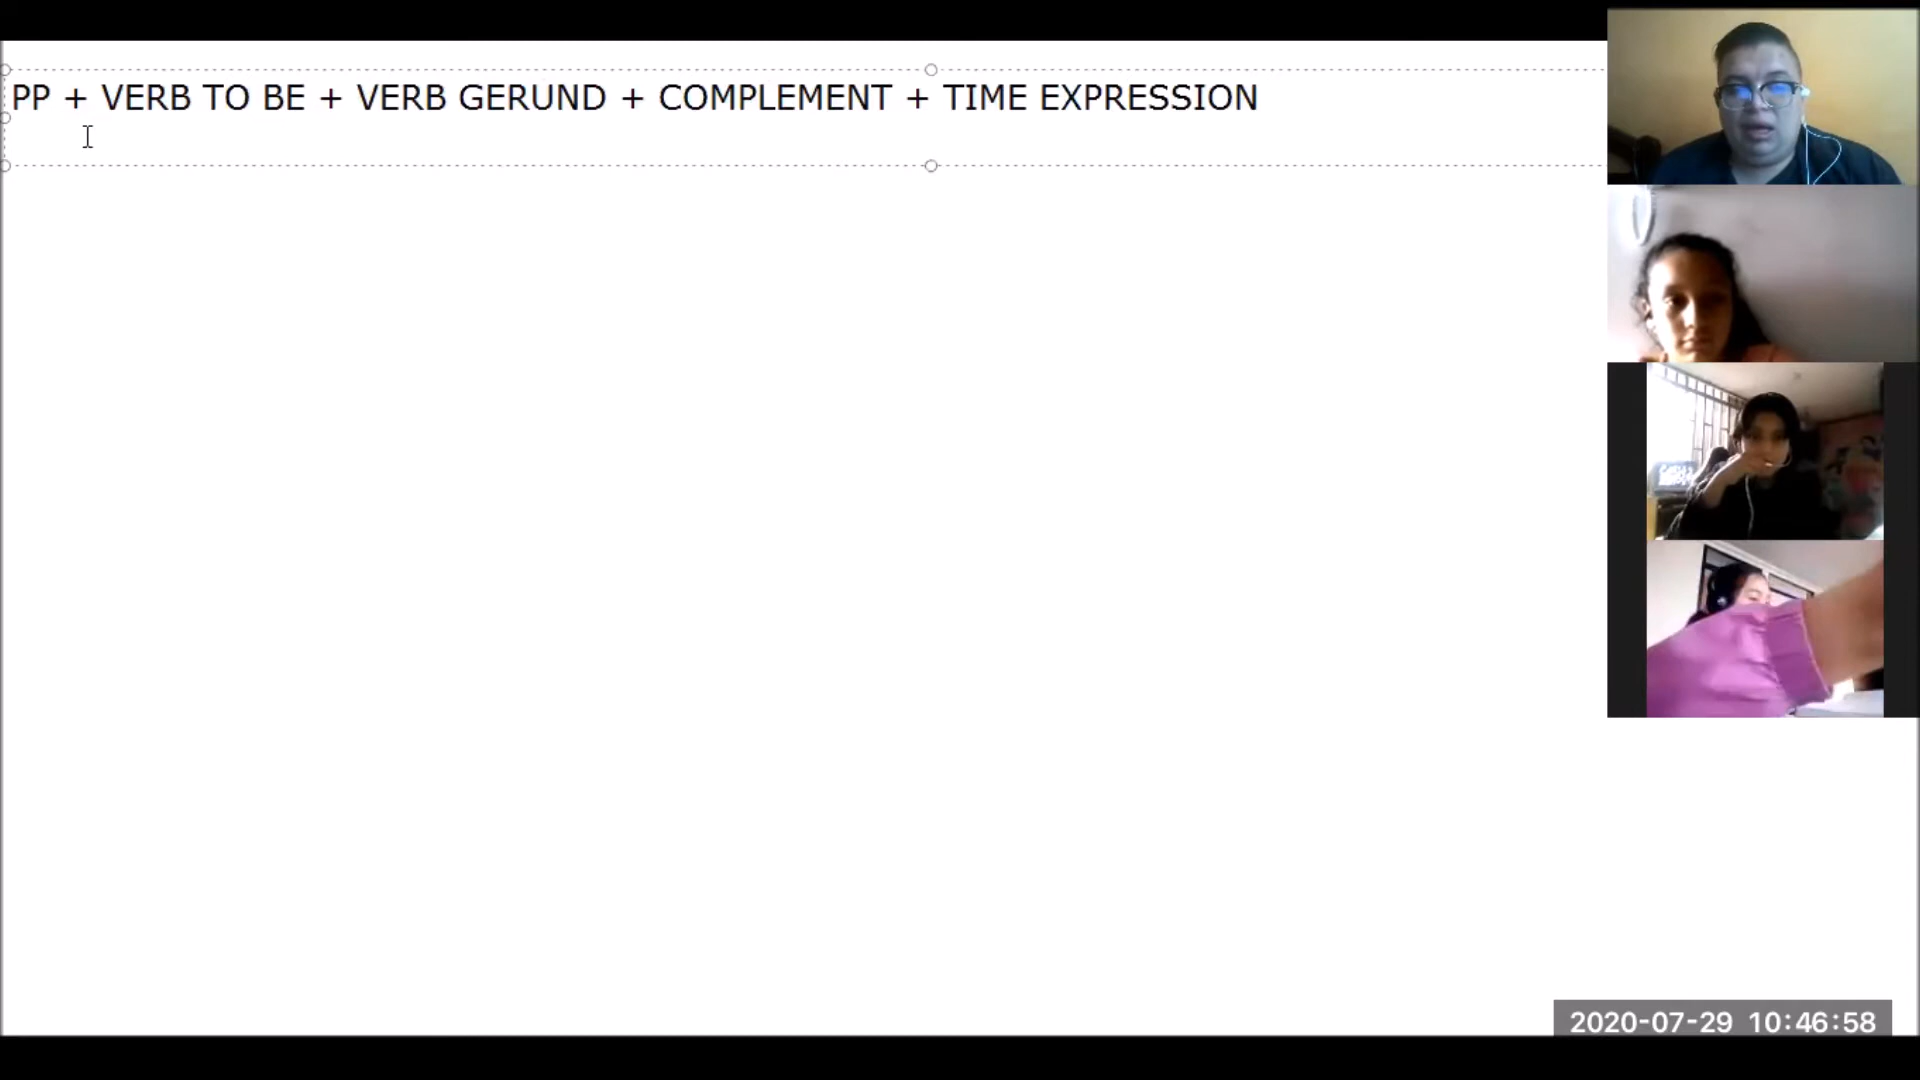 PP + VERB TO BE + VERB GERUND + COMPLEMENT + TIME EXPRESSION
2020-07-29 10:46:58